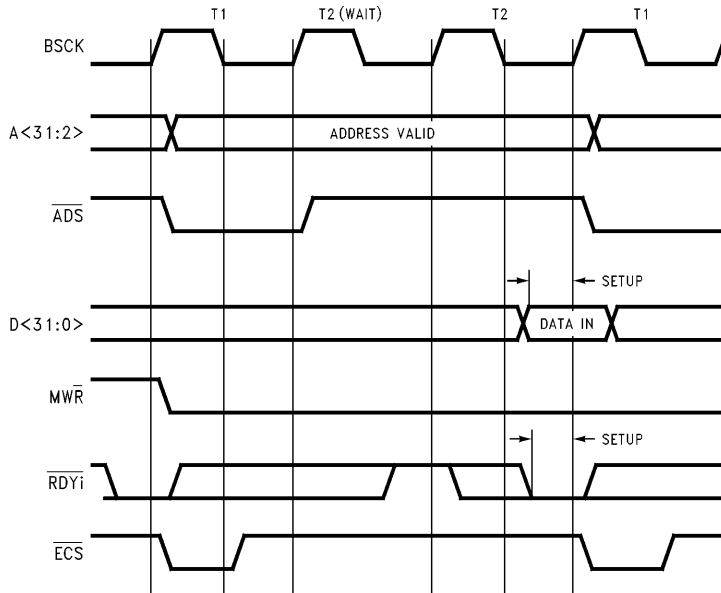 T1 T2 (WAIT) T2 T1
BSCK
A<31:2> ADDRESS VALID
ADS
SETUP
D<31:0> DATA IN
MWR
SETUP
RDYi
ECS